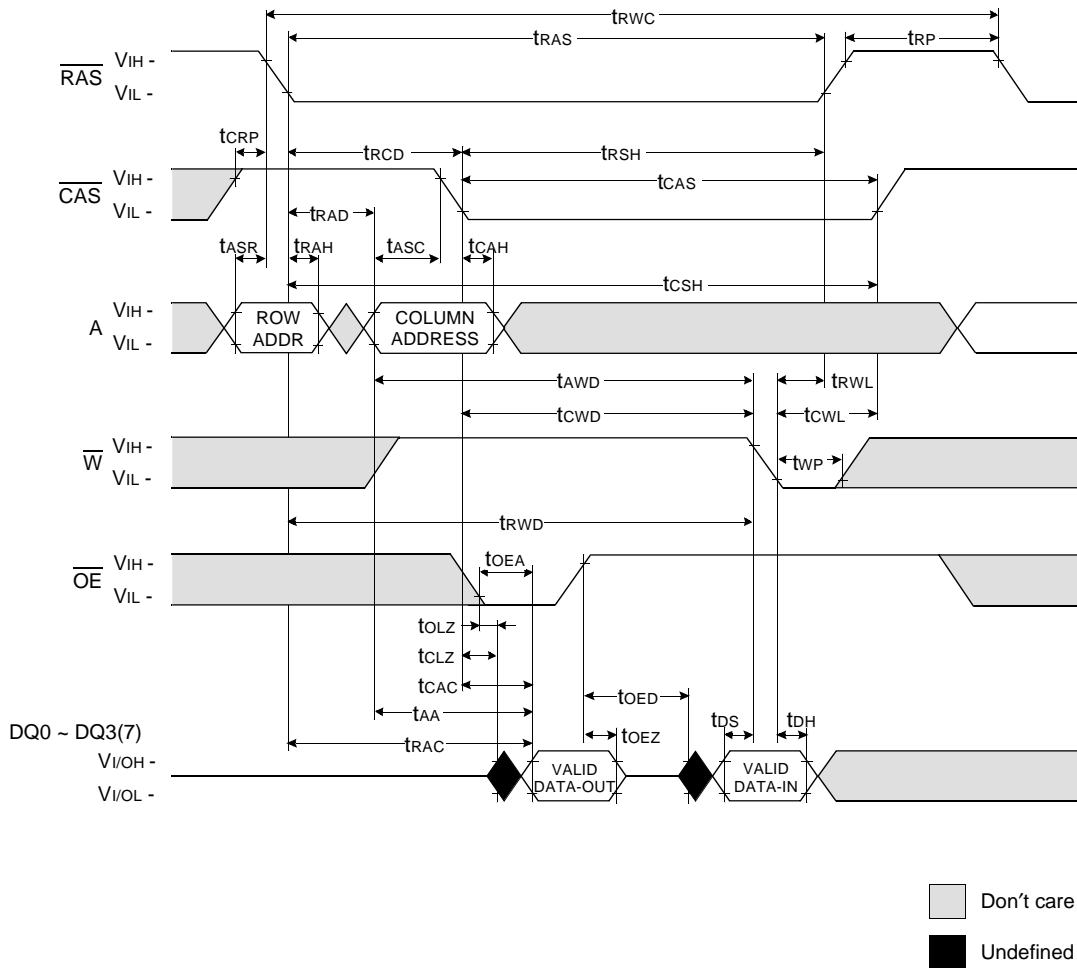 tRWC
tRAS
tRP
RAS
VIH -
VIL -
tCRP
tRCD
tRSH
CAS
VIH -
VIL -
tCAS
tRAD
tASR
tRAH
tASC
tCAH
tCSH
A
VIH -
VIL -
ROW
ADDR
COLUMN
ADDRESS
tAWD
tRWL
tCWD
tCWL
W
VIH -
VIL -
tWP
tRWD
OE
VIH -
VIL -
tOEA
tOLZ
tCLZ
tCAC
tOED
tAA
tDS
tDH
DQ0 ~ DQ3(7)
tRAC
tOEZ
VI/OH -
VI/OL -
VALID
DATA-OUT
VALID
DATA-IN
Don't care
Undefined